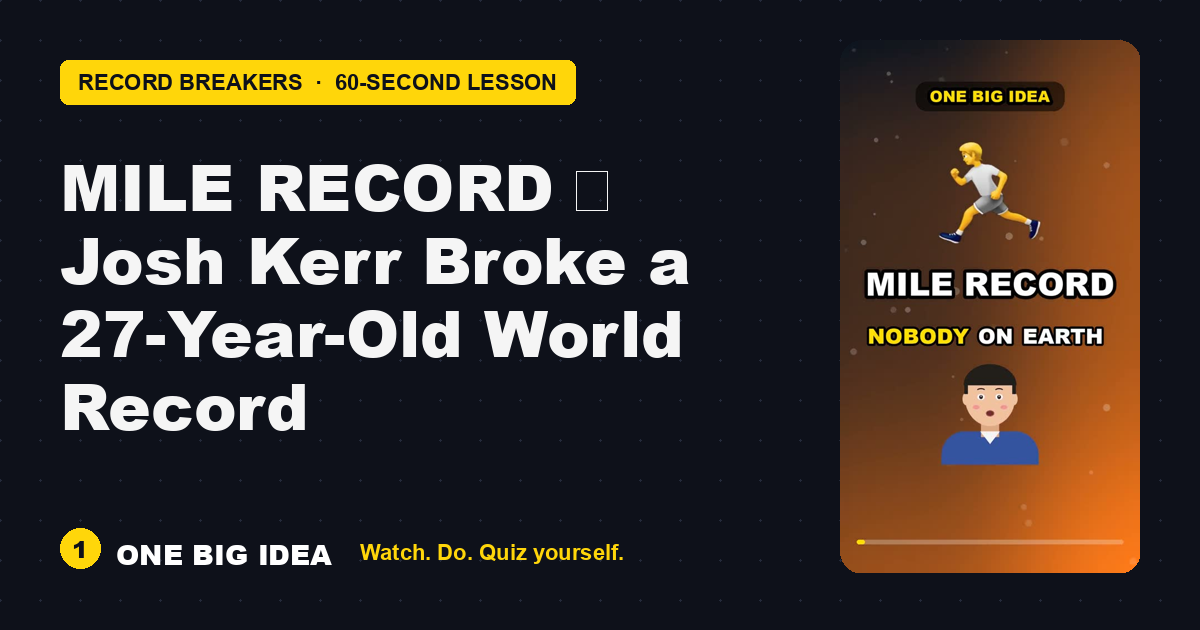 RECORD BREAKERS · 60-SECOND LESSON
MILE RECORD □
Josh Kerr Broke a
27-Year-Old World
Record
1 ONE BIG IDEA Watch. Do. Quiz yourself.
ONE BIG IDEA
MILE RECORD
NOBODY ON EARTH